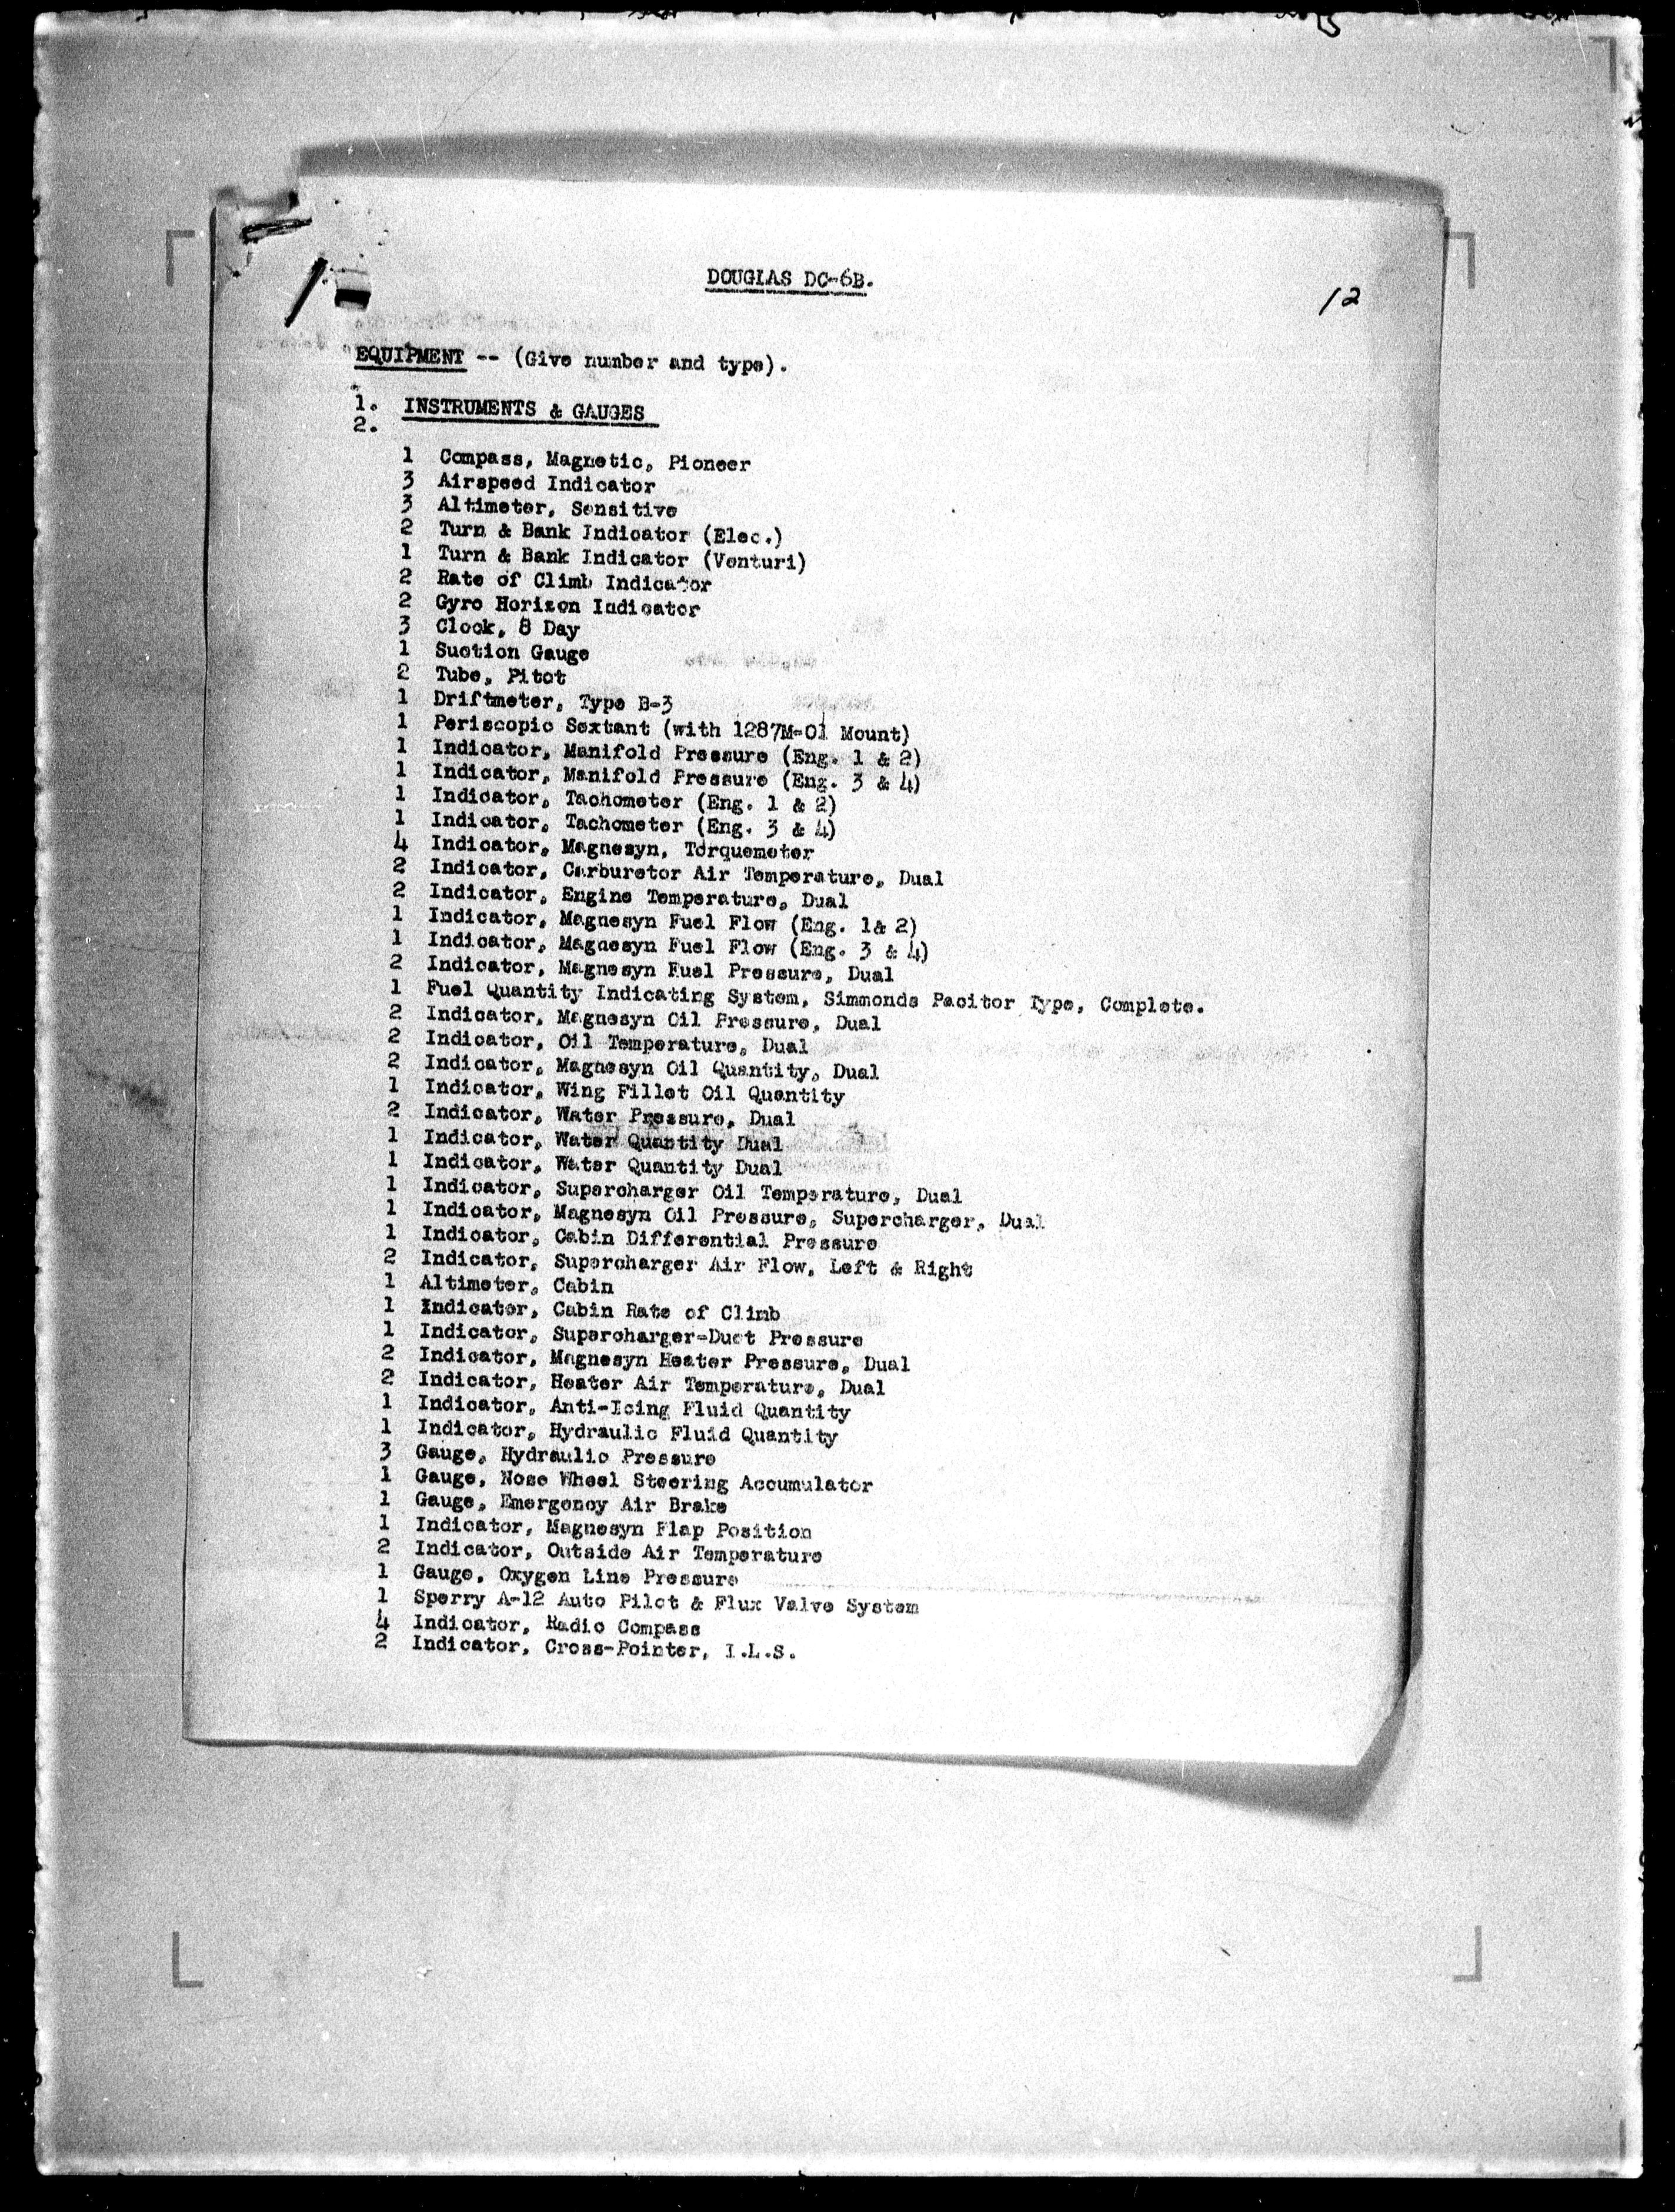 DOUGLAS DC-6B.
12
EQUIPMENT -- (Give number and type).
1. INSTRUMENTS & GAUGES
2.
1 Compass, Magnetic, Pioneer
3 Airspeed Indicator
3 Altimeter, Sensitive
2 Turn & Bank Indicator (Elec.)
1 Turn & Bank Indicator (Venturi)
2 Rate of Climb Indicator
2 Gyro Horizon Indicator
3 Clock, 8 Day
1 Suction Gauge
2 Tube, Pitot
1 Driftmeter, Type B-3
1 Periscopic Sextant (with 1287M-01 Mount)
1 Indicator, Manifold Pressure (Eng. 1 & 2)
1 Indicator, Manifold Pressure (Eng. 3 & 4)
1 Indicator, Tachometer (Eng. 1 & 2)
1 Indicator, Tachometer (Eng. 3 & 4)
4 Indicator, Magnesyn, Torquemeter
2 Indicator, Carburetor Air Temperature, Dual
2 Indicator, Engine Temperature, Dual
1 Indicator, Magnesyn Fuel Flow (Eng. 1& 2)
1 Indicator, Magnesyn Fuel Flow (Eng. 3 & 4)
2 Indicator, Magnesyn Fuel Pressure, Dual
1 Fuel Quantity Indicating System, Simmonds Pacitor Type, Complete.
2 Indicator, Magnesyn Oil Pressure, Dual
2 Indicator, Oil Temperature, Dual
2 Indicator, Magnesyn Oil Quantity, Dual
1 Indicator, Wing Fillet Oil Quantity
2 Indicator, Water Pressure, Dual
1 Indicator, Water Quantity Dual
1 Indicator, Water Quantity Dual
1 Indicator, Supercharger Oil Temperature, Dual
1 Indicator, Magnesyn Oil Pressure, Supercharger, Dual
1 Indicator, Cabin Differential Pressure
2 Indicator, Supercharger Air Flow, Left & Right
1 Altimeter, Cabin
1 Indicator, Cabin Rate of Climb
1 Indicator, Supercharger-Duct Pressure
2 Indicator, Magnesyn Heater Pressure, Dual
2 Indicator, Heater Air Temperature, Dual
1 Indicator, Anti-Icing Fluid Quantity
1 Indicator, Hydraulic Fluid Quantity
3 Gauge, Hydraulic Pressure
1 Gauge, Nose Wheel Steering Accumulator
1 Gauge, Emergency Air Brake
1 Indicator, Magnesyn Flap Position
2 Indicator, Outside Air Temperature
1 Gauge, Oxygen Line Pressure
1 Sperry A-12 Auto Pilot & Flux Valve System
4 Indicator, Radio Compass
2 Indicator, Cross-Pointer, I.L.S.